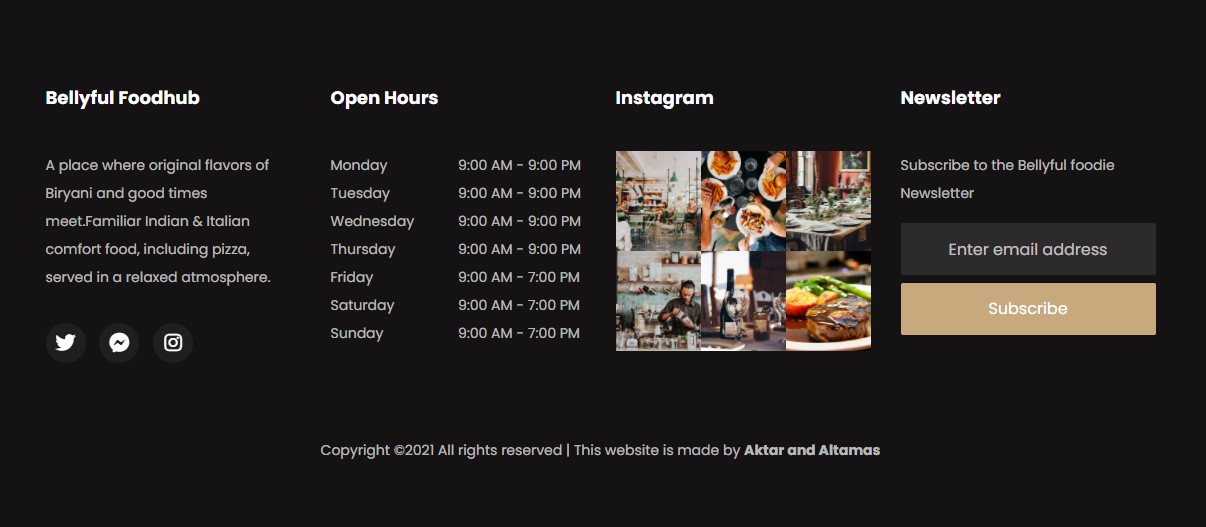 Bellyful Foodhub
A place where original flavors of
Biryani and good times
meet.Familiar Indian & Italian
comfort food, including pizza,
served in a relaxed atmosphere.
Open Hours
Monday 9:00 AM - 9:00 PM
Tuesday 9:00 AM - 9:00 PM
Wednesday 9:00 AM - 9:00 PM
Thursday 9:00 AM - 9:00 PM
Friday 9:00 AM - 7:00 PM
Saturday 9:00 AM - 7:00 PM
Sunday 9:00 AM - 7:00 PM
Instagram
Newsletter
Subscribe to the Bellyful foodie
Newsletter
Enter email address
Subscribe
Copyright ©2021 All rights reserved | This website is made by Aktar and Altamas